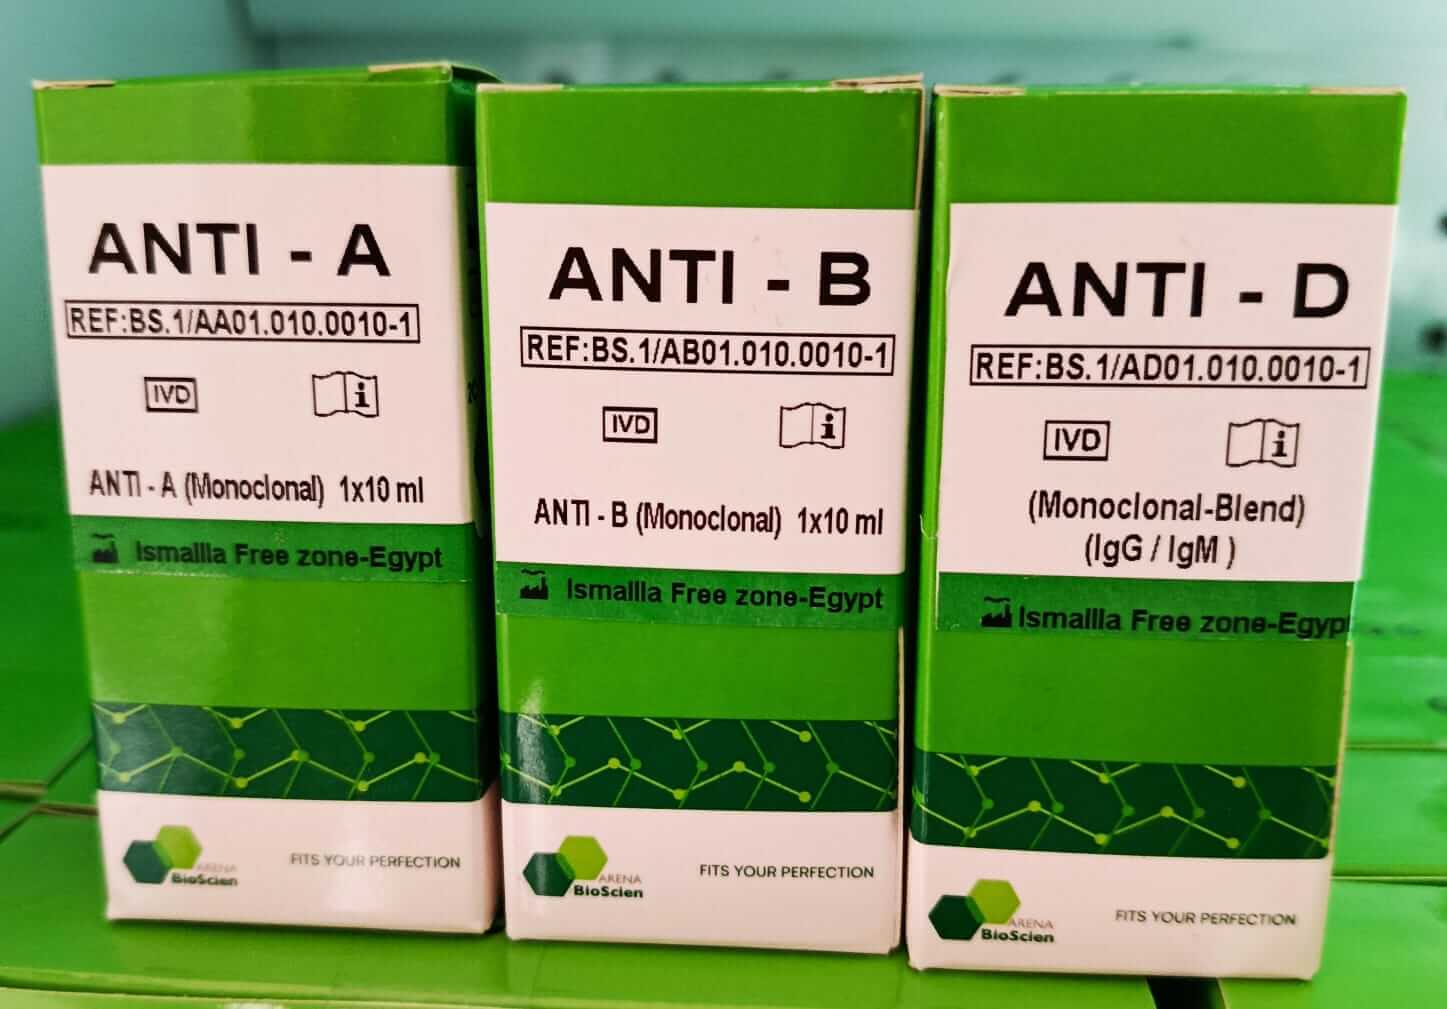 ANTI - A
REF:BS.1/AA01.010.0010-1
IVD
i
ANTI - A (Monoclonal) 1x10 ml
Ismallla Free zone-Egypt
ARENA
BioScien
FITS YOUR PERFECTION
ANTI - B
REF:BS.1/AB01.010.0010-1
IVD
i
ANTI - B (Monoclonal) 1x10 ml
Ismallla Free zone-Egypt
ARENA
BioScien
FITS YOUR PERFECTION
ANTI - D
REF:BS.1/AD01.010.0010-1
IVD
i
(Monoclonal-Blend)
(IgG / IgM )
Ismallla Free zone-Egyp
ARENA
BioScien
FITS YOUR PERFECTION